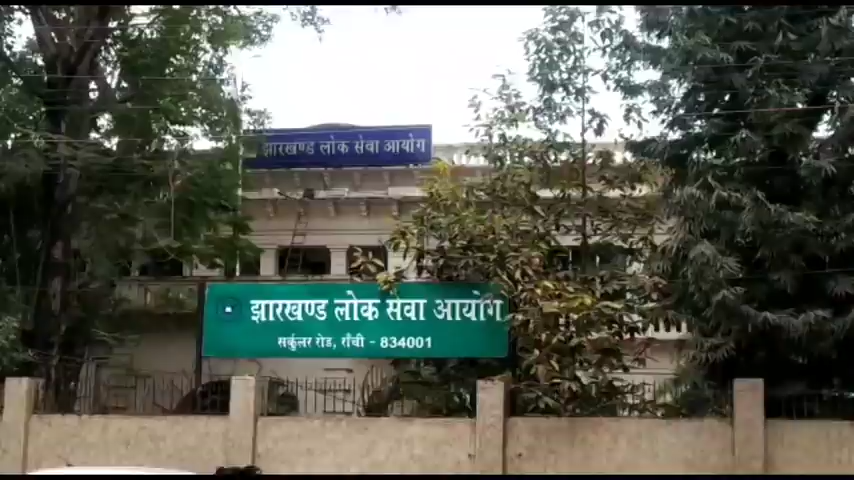 झारखण्ड लोक सेवा आयोग
झारखण्ड लोक सेवा आयोग
सर्कुलर रोड, राँची - 834001